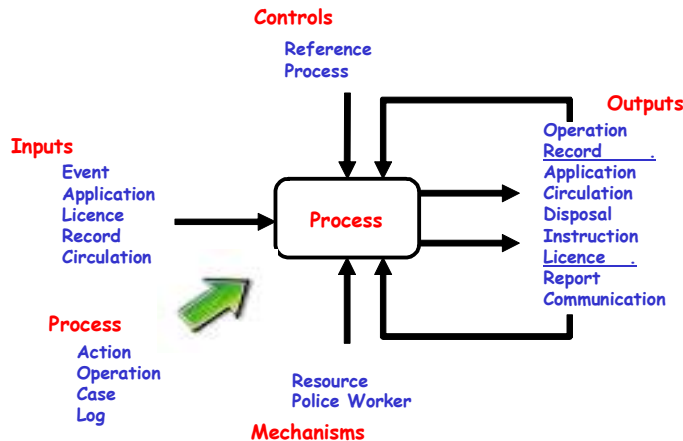 Controls
Reference
Process
Outputs
Operation
Record .
Application
Circulation
Disposal
Instruction
Licence .
Report
Communication
Inputs
Event
Application
Licence
Record
Circulation
Process
Process
Action
Operation
Case
Log
Resource
Police Worker
Mechanisms